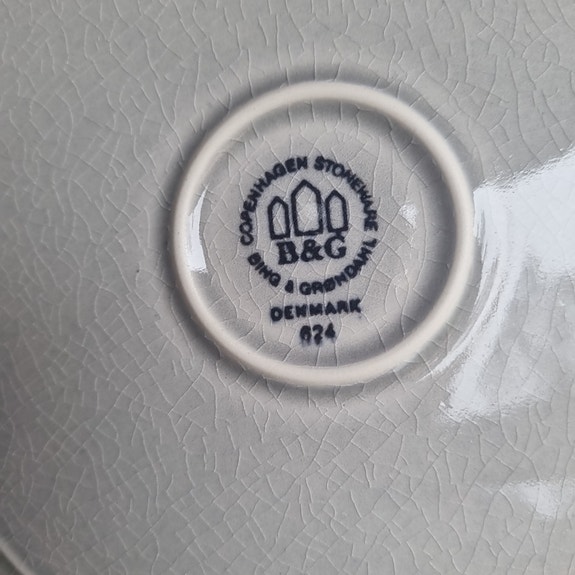 COPENHAGEN STONEWARE
B&G
BING & GRØNDAHL
DENMARK
624